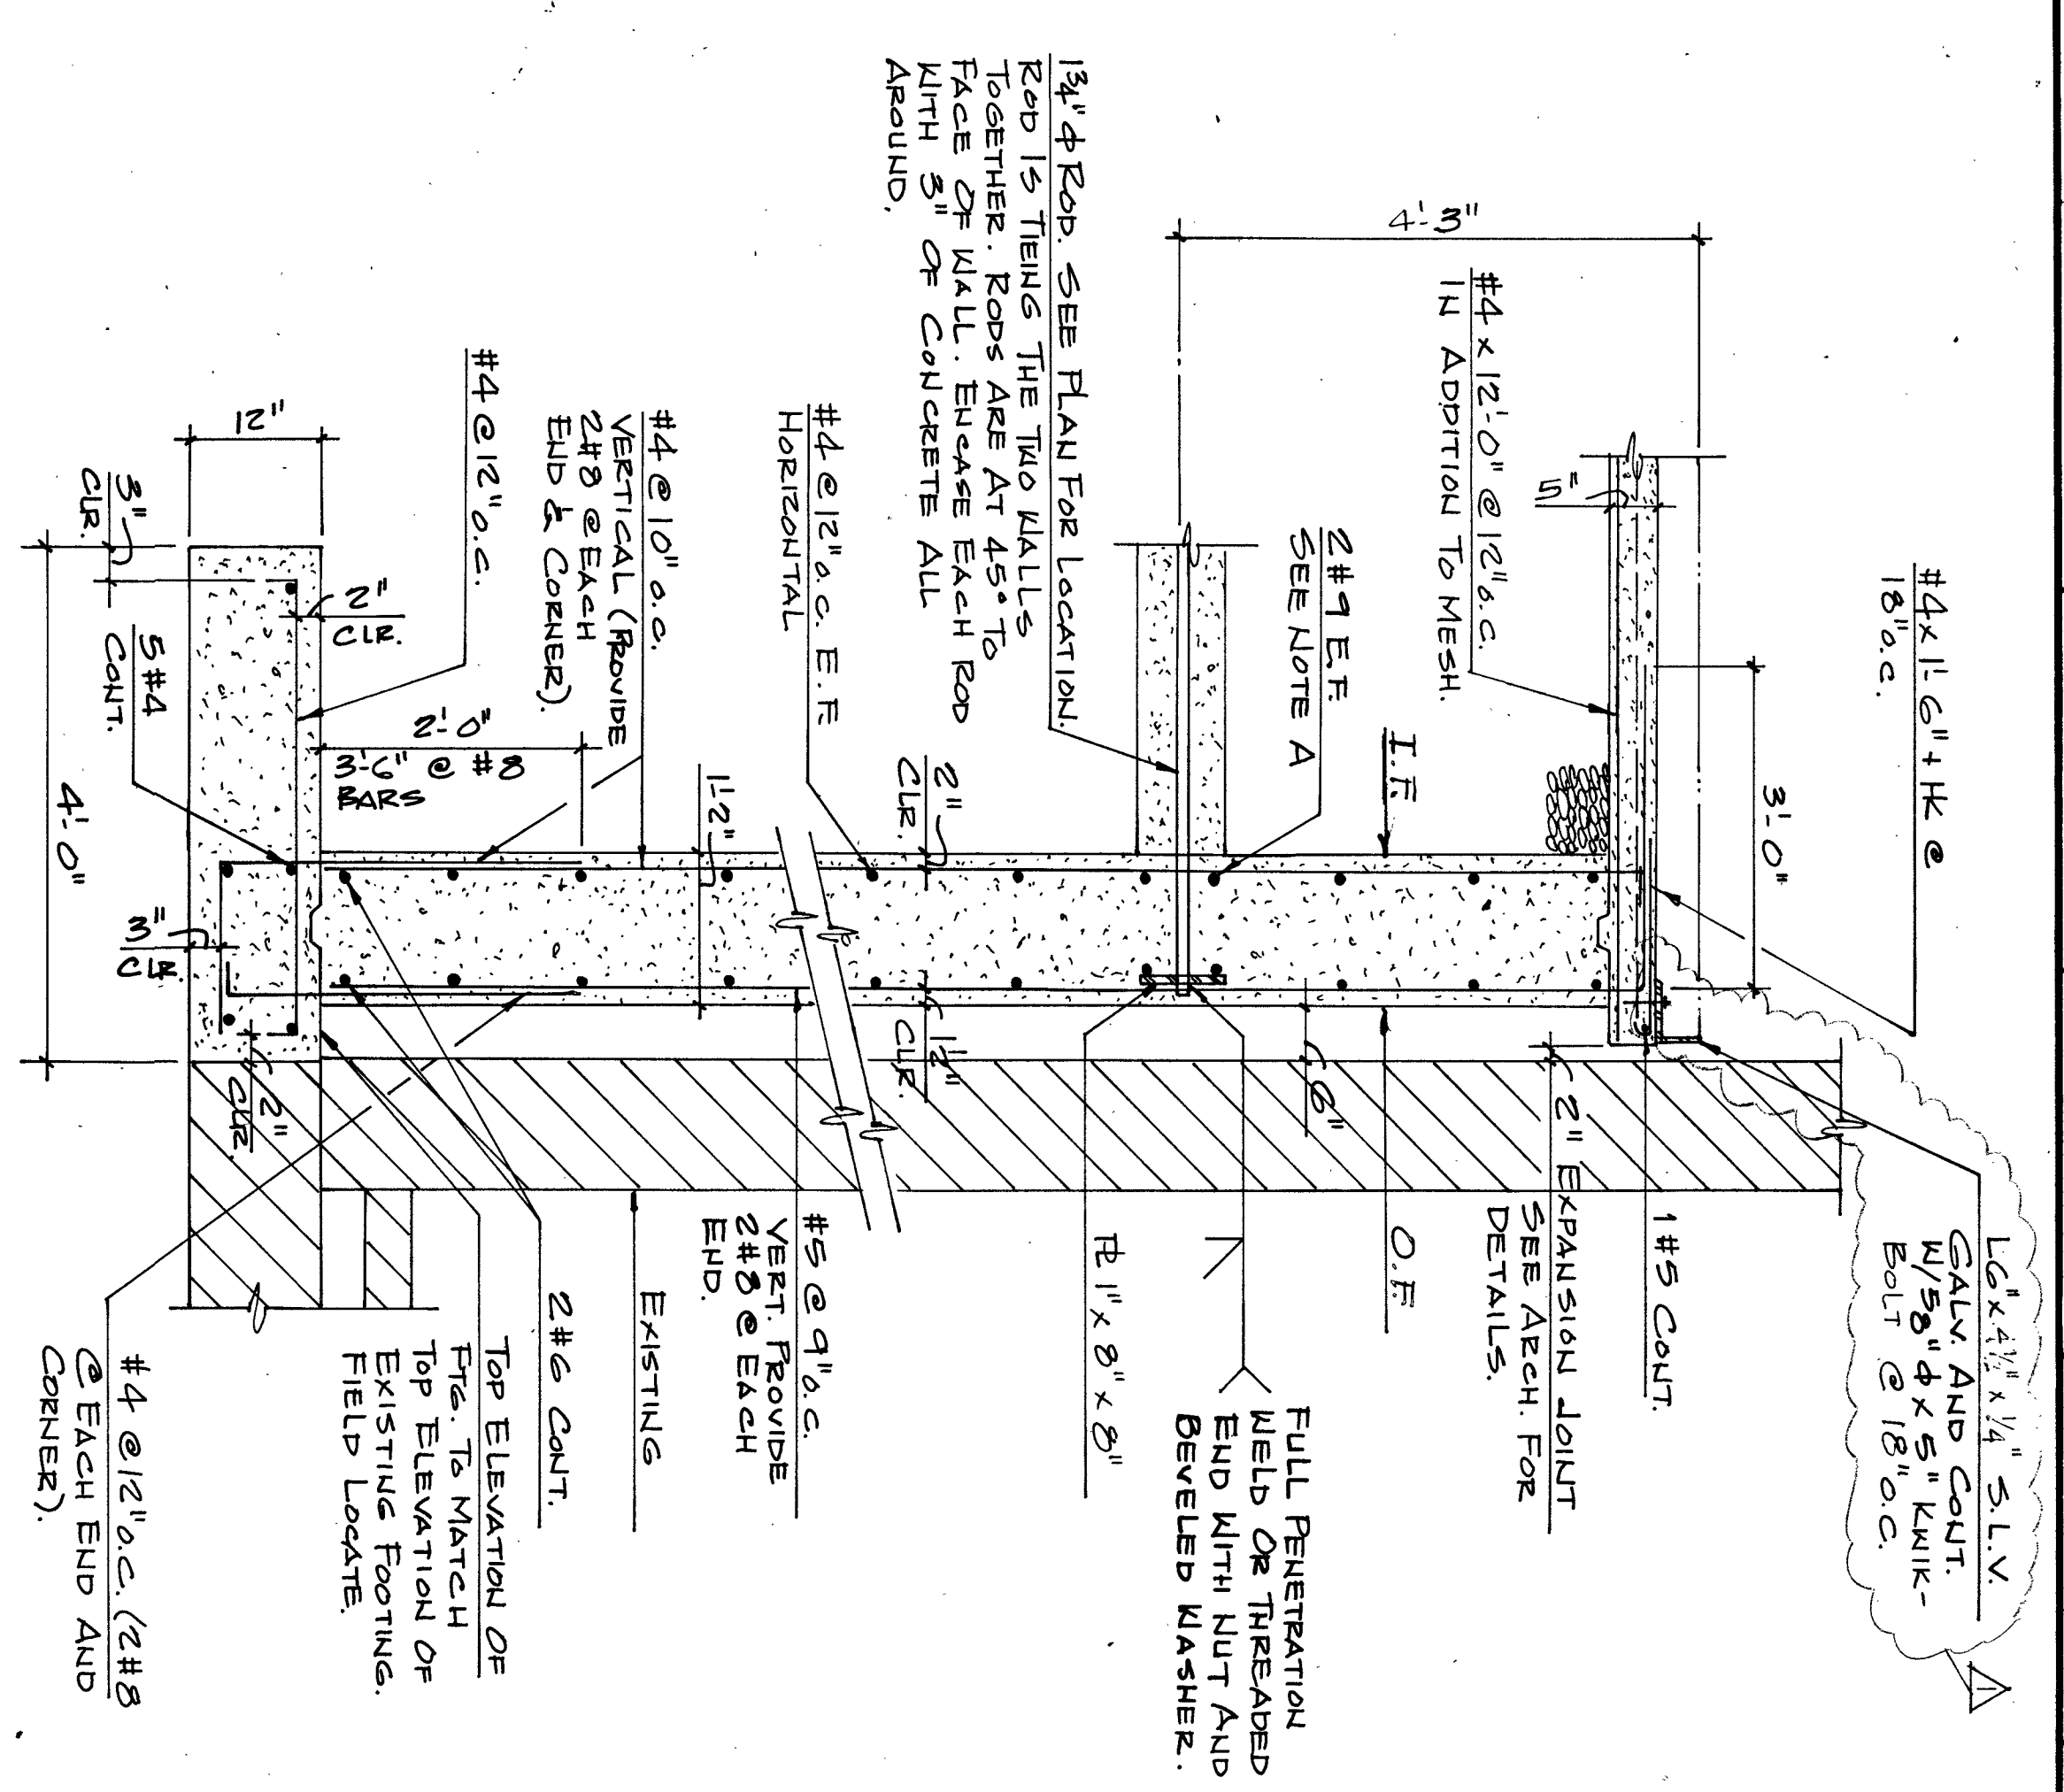 #4 x 1'-6" + HK @
18" O.C.
L6" x 4½" x ¼" S.L.V.
GALV. AND CONT.
W/ 5/8" ϕ x 5" KWIK-
BOLT @ 18" O.C.
1
3'-0"
4'-3"
#4 x 12'-0" @ 12" O.C.
IN ADDITION TO MESH.
5"
1#5 CONT.
2" EXPANSION JOINT
SEE ARCH. FOR
DETAILS.
I.F.
O.F.
2#9 E.F.
SEE NOTE A
6"
FULL PENETRATION
WELD OR THREADED
END WITH NUT AND
BEVELED WASHER.
1¾" ϕ ROD. SEE PLAN FOR LOCATION.
ROD IS TIEING THE TWO WALLS
TOGETHER. RODS ARE AT 45° TO
FACE OF WALL. ENCASE EACH ROD
WITH 3" OF CONCRETE ALL
AROUND.
PL 1" x 8" x 8"
2"
CLR.
1½"
CLR.
#4 @ 12" O.C. E.F.
HORIZONTAL
#5 @ 9" O.C.
VERT. PROVIDE
2#8 @ EACH
END.
1'-2"
#4 @ 10" O.C.
VERTICAL (PROVIDE
2#8 @ EACH
END & CORNER).
EXISTING
2#6 CONT.
2'-0"
3'-6" @ #8
BARS
#4 @ 12" O.C.
TOP ELEVATION OF
FTG. TO MATCH
TOP ELEVATION OF
EXISTING FOOTING.
FIELD LOCATE.
2"
CLR.
12"
2"
CLR.
5#4
CONT.
3"
CLR.
3"
CLR.
#4 @ 12" O.C. (2#8
@ EACH END AND
CORNER).
4'-0"